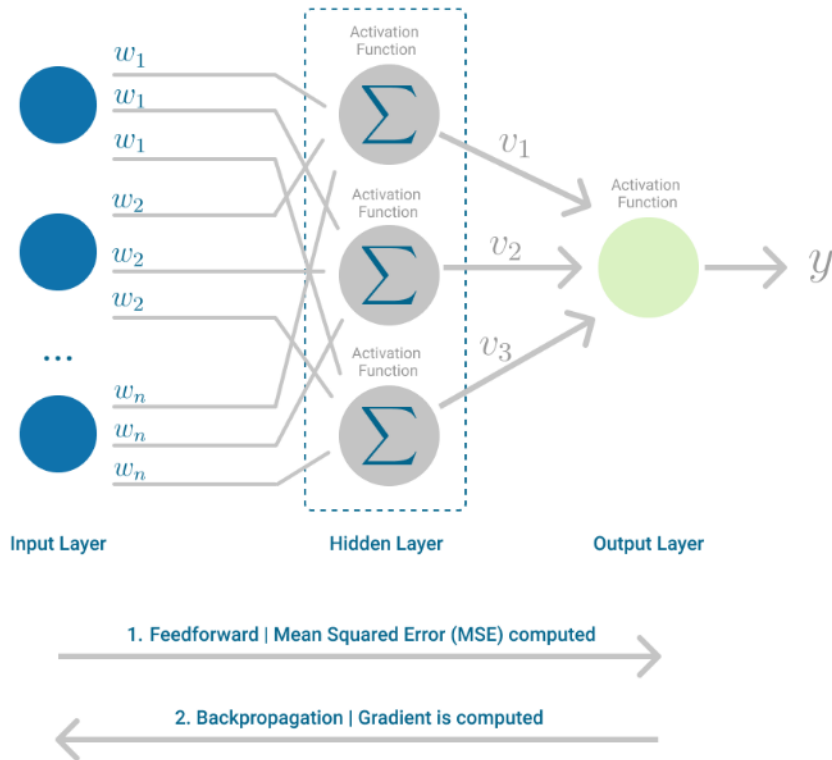 Activation
Function
w₁
w₁
w₁
Σ
v₁
w₂
w₂
w₂
Activation
Function
Σ
v₂
Activation
Function
y
...
Activation
Function
Σ
v₃
wₙ
wₙ
wₙ
Input Layer
Hidden Layer
Output Layer
1. Feedforward | Mean Squared Error (MSE) computed
2. Backpropagation | Gradient is computed